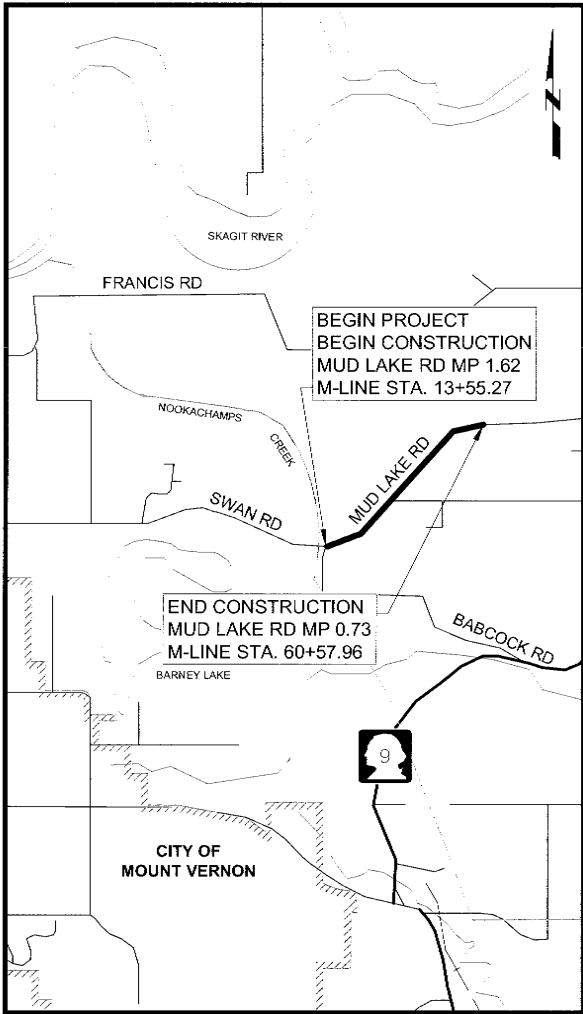 N
SKAGIT RIVER
FRANCIS RD
BEGIN PROJECT
BEGIN CONSTRUCTION
MUD LAKE RD MP 1.62
M-LINE STA. 13+55.27
NOOKACHAMPS
CREEK
MUD LAKE RD
SWAN RD
END CONSTRUCTION
MUD LAKE RD MP 0.73
M-LINE STA. 60+57.96
BABCOCK RD
BARNEY LAKE
9
CITY OF
MOUNT VERNON